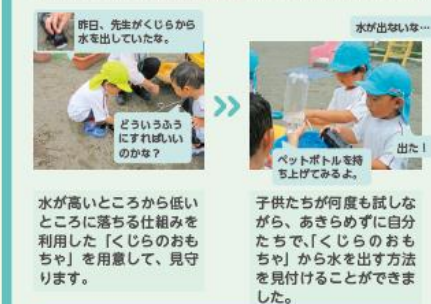 昨日、先生がくじらから
水を出していたな。
どういうふう
にすればいい
のかな？
水が高いところから低い
ところに落ちる仕組みを
利用した「くじらのおも
ちゃ」を用意して、見守
ります。
水が出ないな…
ペットボトルを持
ち上げてみるよ。
出た！
子供たちが何度も試しな
がら、あきらめずに自分
たちで、「くじらのおも
ちゃ」から水を出す方法
を見付けることができま
した。